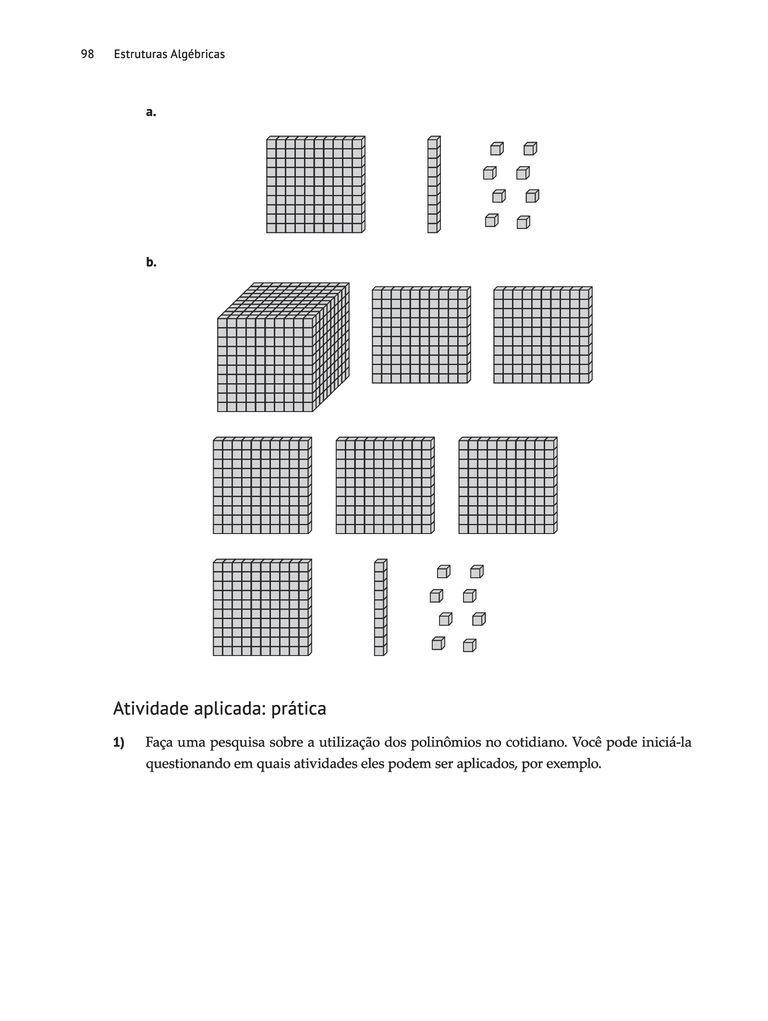 98 Estruturas Algébricas
a.
b.
Atividade aplicada: prática
1) Faça uma pesquisa sobre a utilização dos polinômios no cotidiano. Você pode iniciá-la
questionando em quais atividades eles podem ser aplicados, por exemplo.